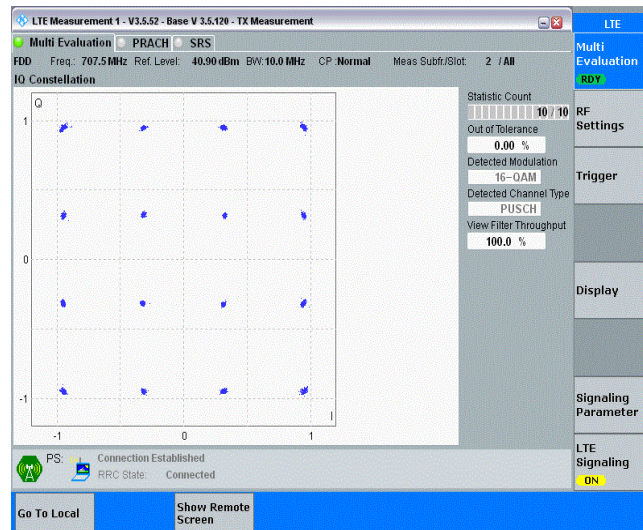 LTE Measurement 1 - V3.5.52 - Base V 3.5.120 - TX Measurement
LTE
Multi Evaluation PRACH SRS
Multi
Evaluation
RDY
FDD Freq.: 707.5 MHz Ref. Level: 40.90 dBm BW: 10.0 MHz CP :Normal Meas Subfr./Slot: 2 / All
IQ Constellation
Q
1
0
-1
-1 0 1
I
Statistic Count
10 / 10
Out of Tolerance
0.00 %
Detected Modulation
16-QAM
Detected Channel Type
PUSCH
View Filter Throughput
100.0 %
RF
Settings
Trigger
Display
Signaling
Parameter
LTE
Signaling
ON
PS: Connection Established
RRC State: Connected
Go To Local
Show Remote
Screen